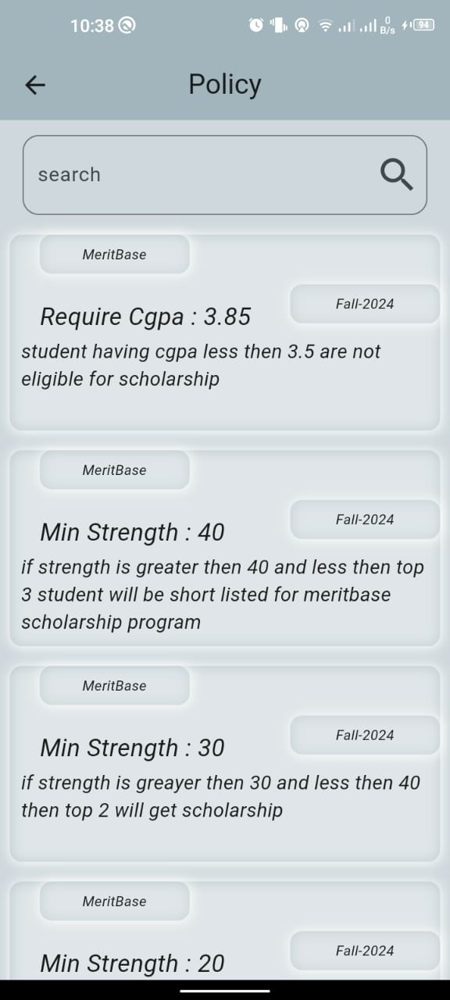 10:38
0
B/s
94
Policy
search
MeritBase
Fall-2024
Require Cgpa : 3.85
student having cgpa less then 3.5 are not
eligible for scholarship
MeritBase
Fall-2024
Min Strength : 40
if strength is greater then 40 and less then top
3 student will be short listed for meritbase
scholarship program
MeritBase
Fall-2024
Min Strength : 30
if strength is greayer then 30 and less then 40
then top 2 will get scholarship
MeritBase
Fall-2024
Min Strength : 20